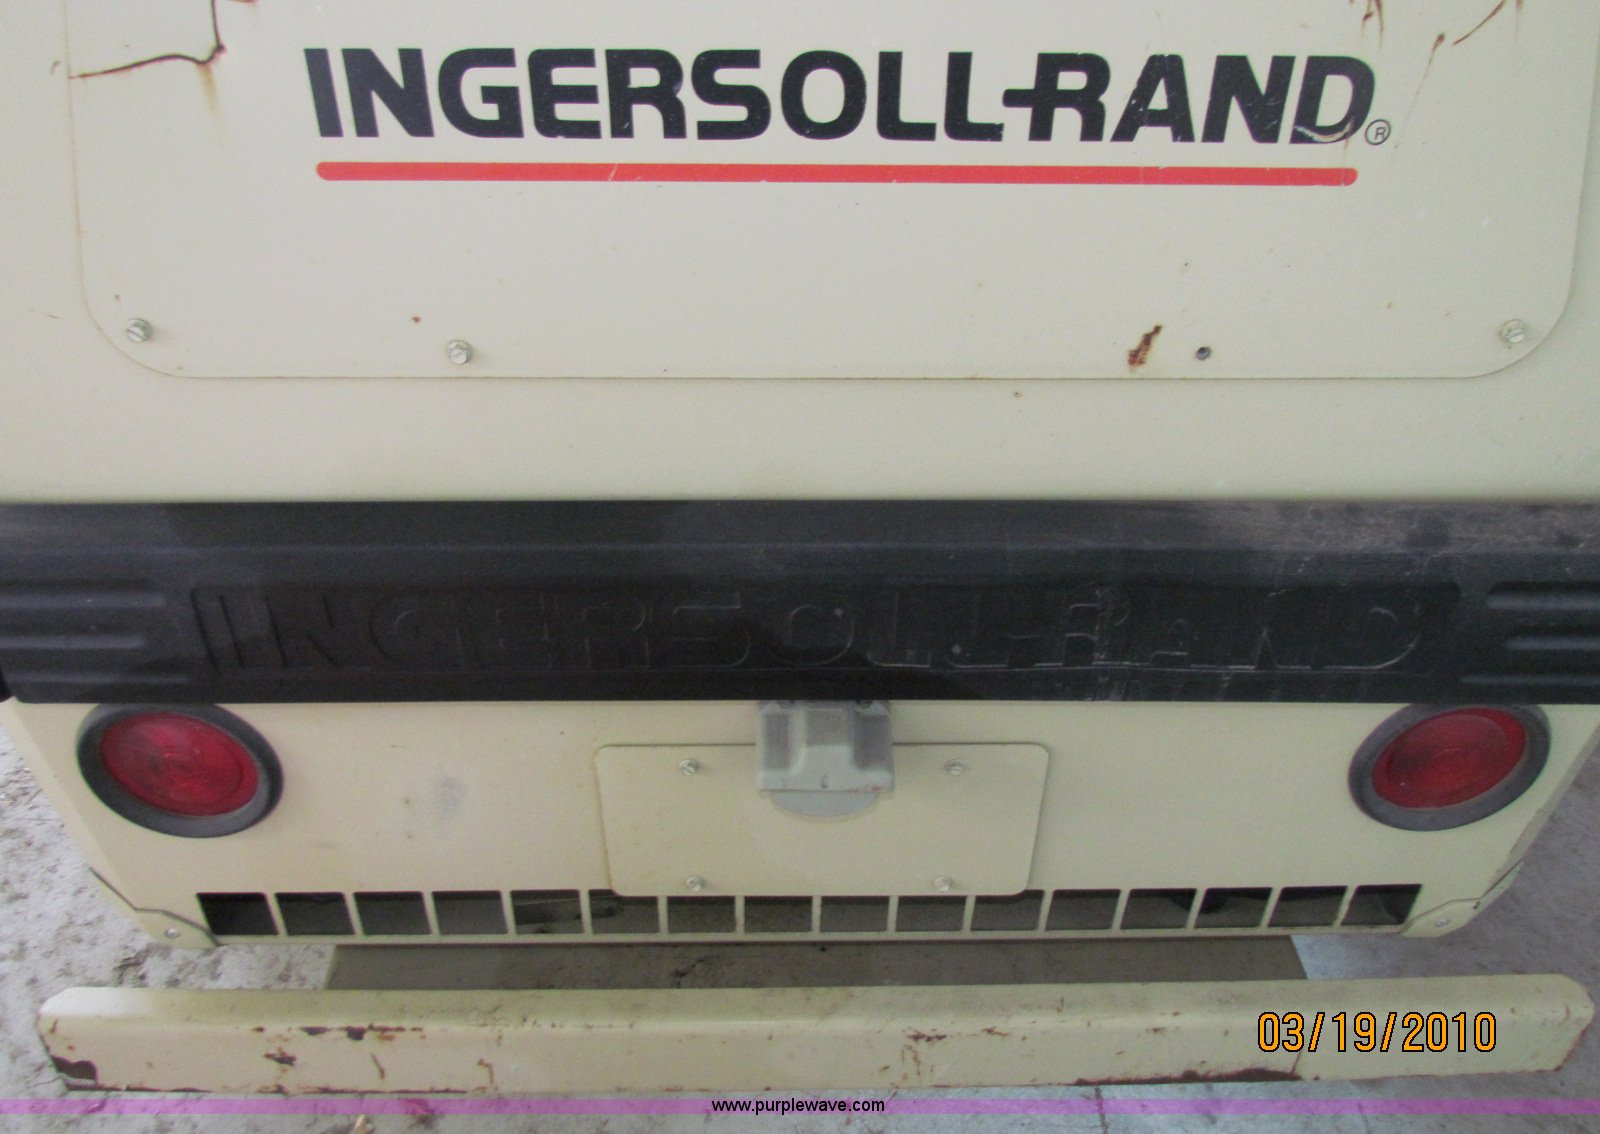 INGERSOLL-RAND®
INGERSOLL-RAND
03/19/2010
www.purplewave.com